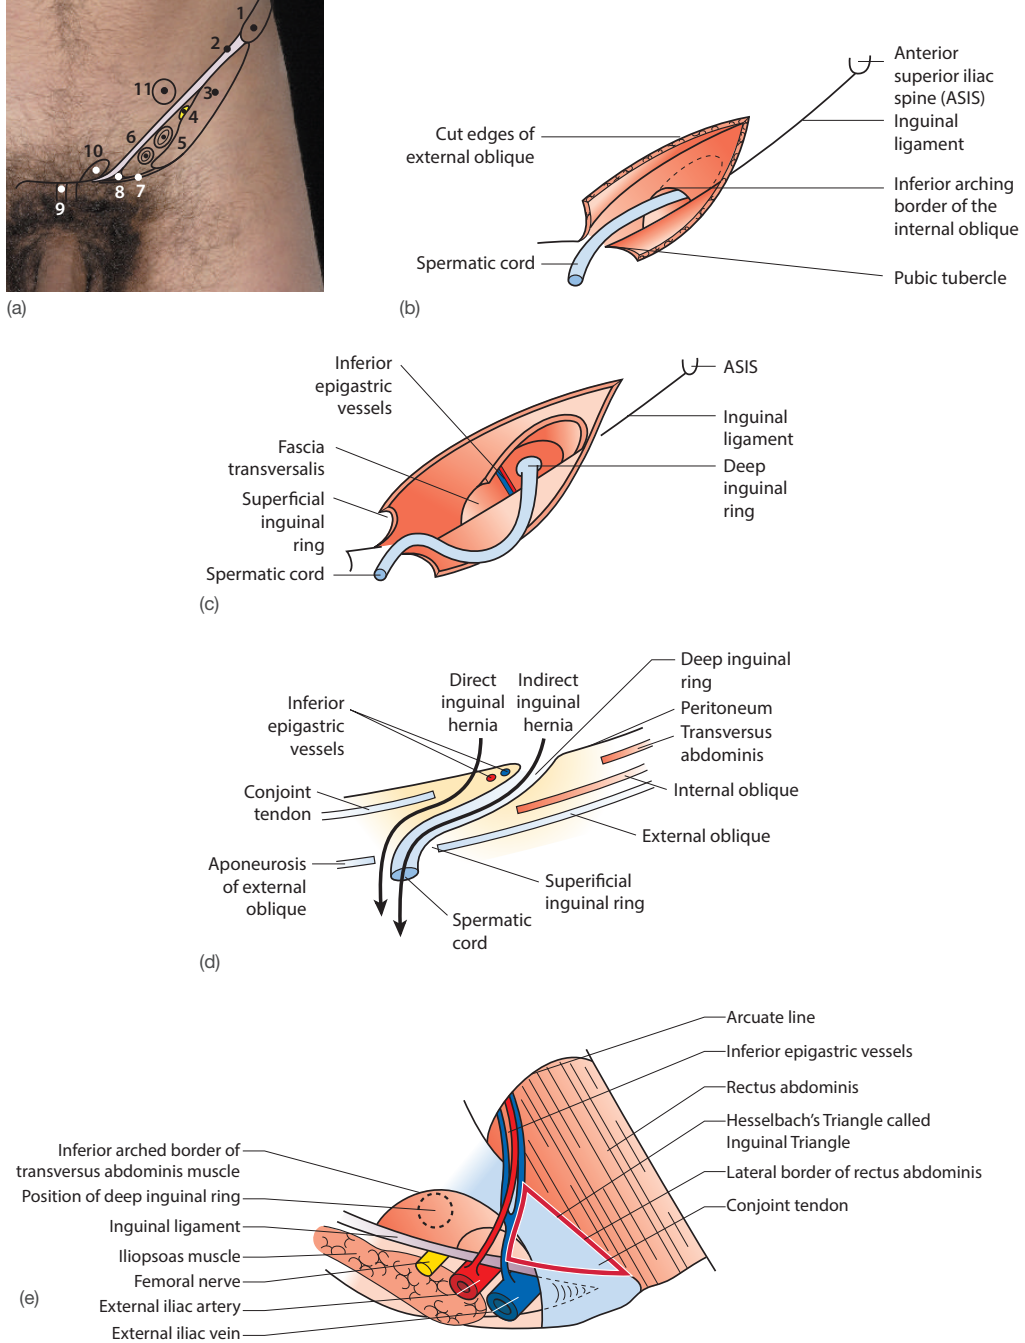 1
2
11
3
4
6
5
10
8
7
9
(a)
Anterior
superior iliac
spine (ASIS)
Inguinal
ligament
Cut edges of
external oblique
Inferior arching
border of the
internal oblique
Spermatic cord
Pubic tubercle
(b)
Inferior
epigastric
vessels
ASIS
Inguinal
ligament
Fascia
transversalis
Deep
inguinal
ring
Superficial
inguinal
ring
Spermatic cord
(c)
Deep inguinal
ring
Direct
inguinal
hernia
Indirect
inguinal
hernia
Inferior
epigastric
vessels
Peritoneum
Transversus
abdominis
Conjoint
tendon
Internal oblique
External oblique
Aponeurosis
of external
oblique
Superificial
inguinal ring
Spermatic
cord
(d)
Arcuate line
Inferior epigastric vessels
Rectus abdominis
Hesselbach's Triangle called
Inguinal Triangle
Lateral border of rectus abdominis
Conjoint tendon
Inferior arched border of
transversus abdominis muscle
Position of deep inguinal ring
Inguinal ligament
Iliopsoas muscle
Femoral nerve
External iliac artery
External iliac vein
(e)